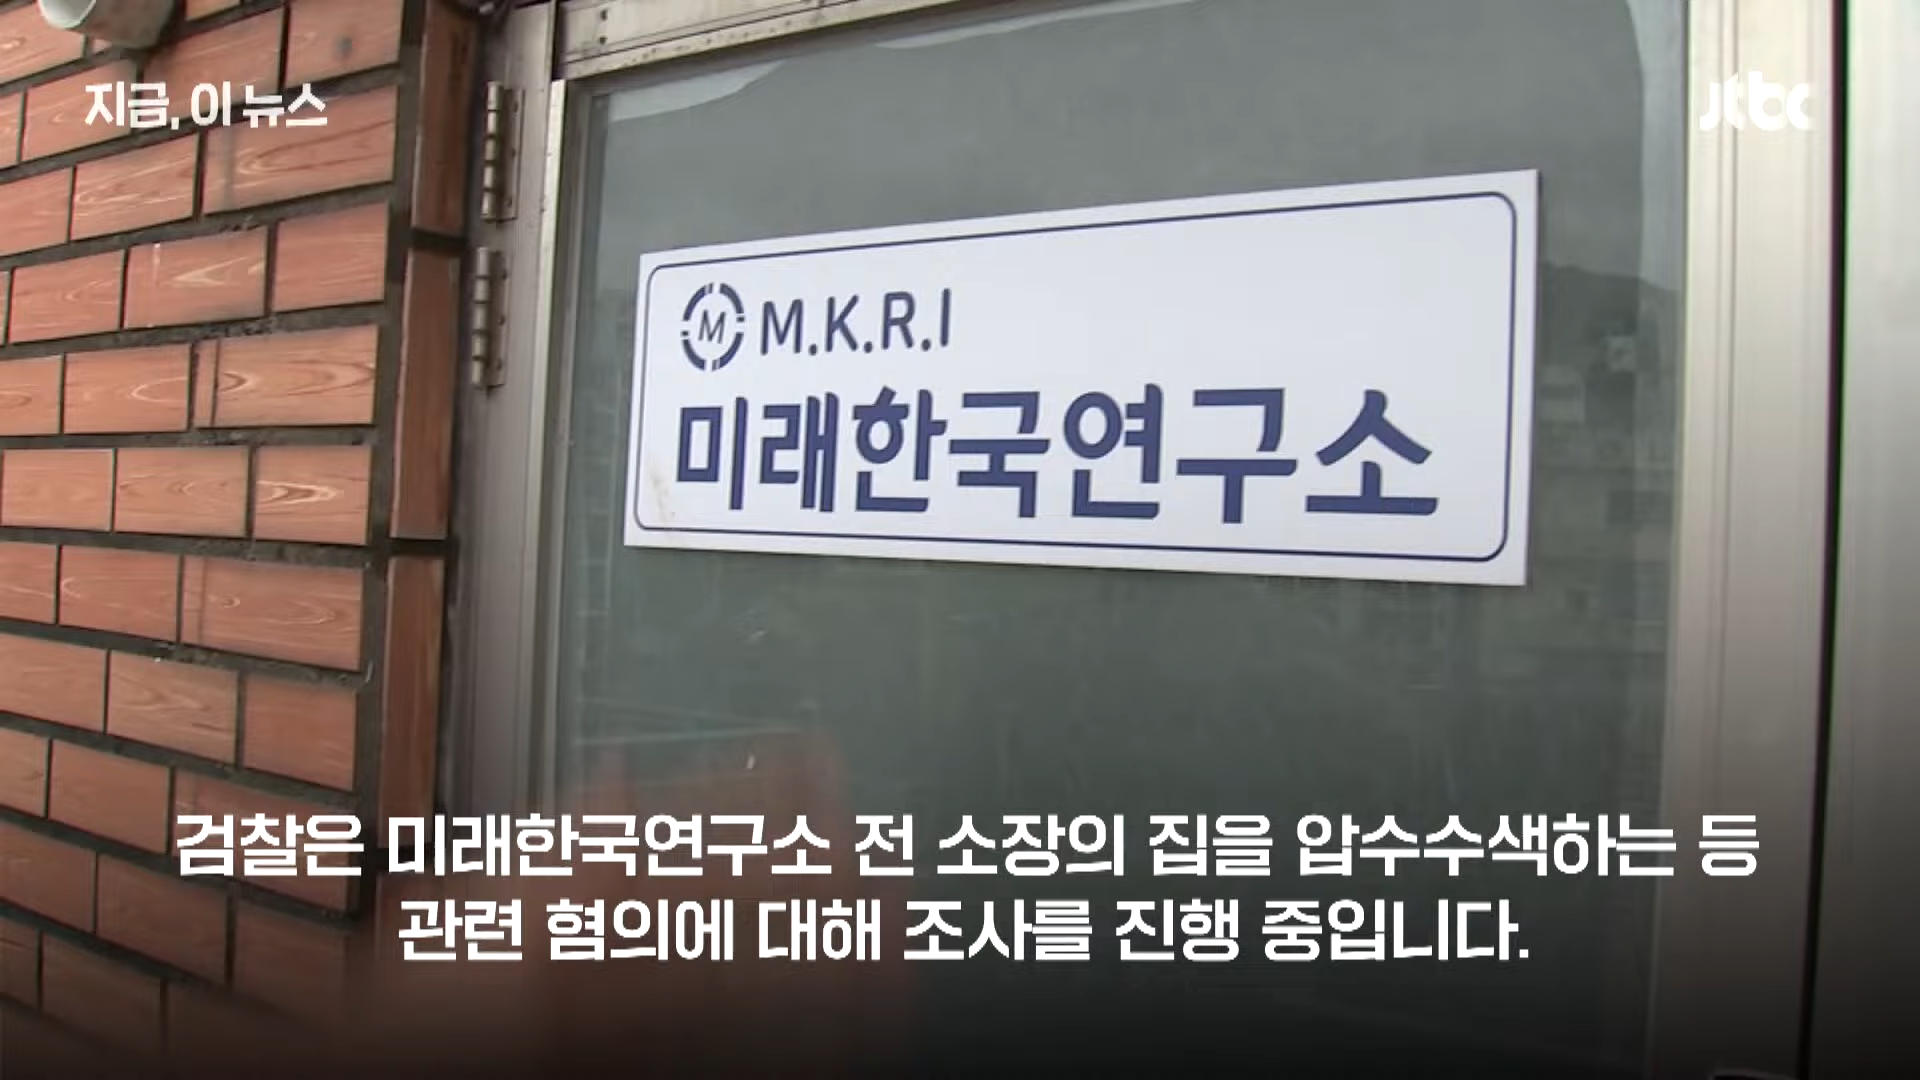 지금, 이 뉴스
jtbc
M
M.K.R.I
미래한국연구소
검찰은 미래한국연구소 전 소장의 집을 압수수색하는 등
관련 혐의에 대해 조사를 진행 중입니다.